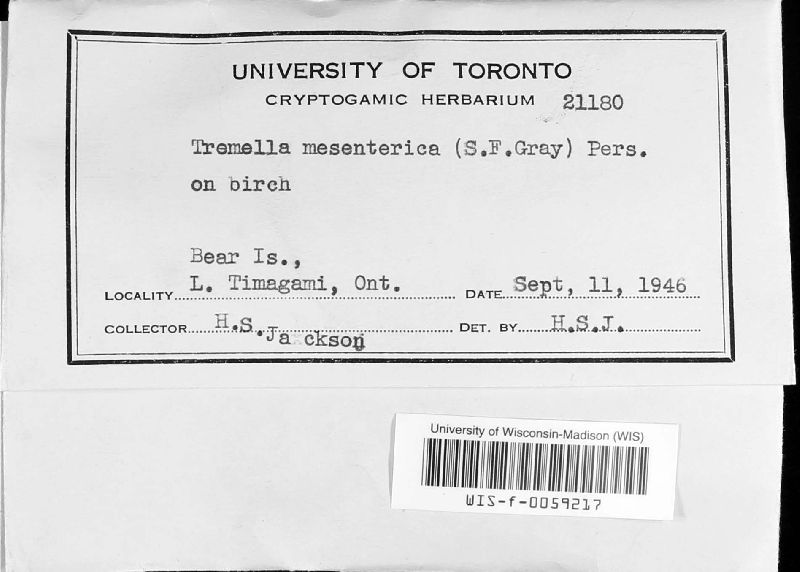 UNIVERSITY OF TORONTO
CRYPTOGAMIC HERBARIUM 21180
Tremella mesenterica (S.F.Gray) Pers.
on birch
Bear Is.,
LOCALITY L. Timagami, Ont. DATE Sept, 11, 1946
COLLECTOR H.S.Jackson DET. BY H.S.J.
University of Wisconsin-Madison (WIS)
WIS-f-0059217